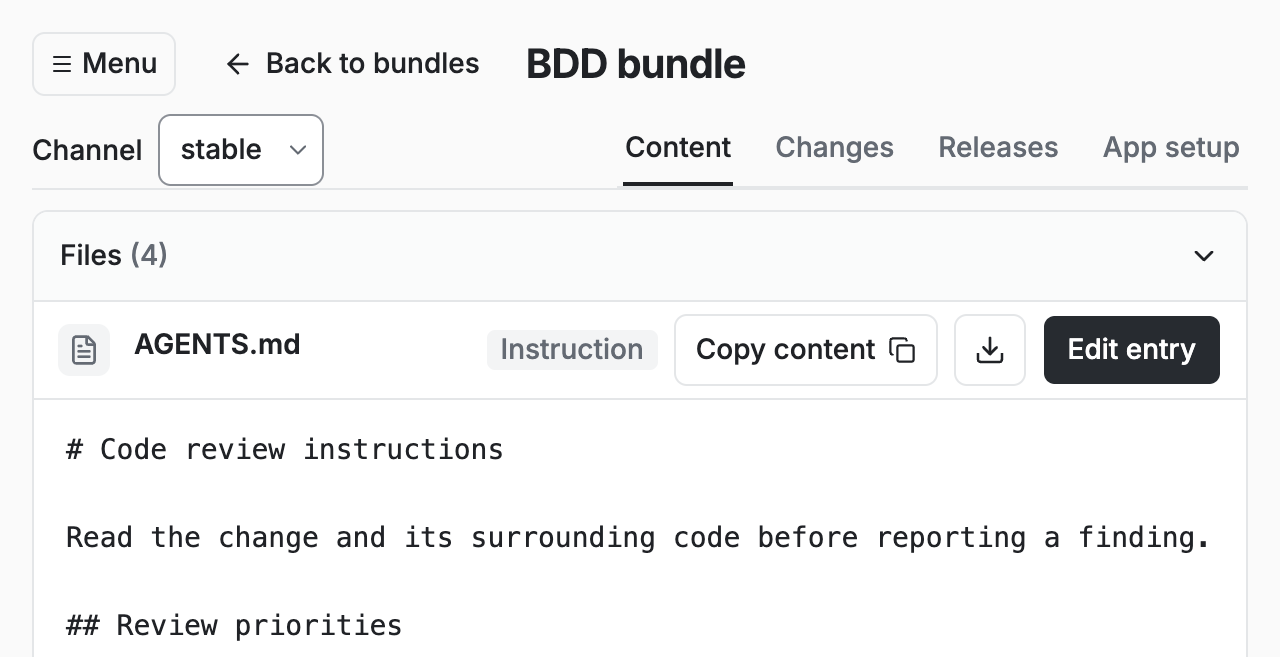 Menu
Back to bundles
BDD bundle
Channel
stable
Content
Changes
Releases
App setup
Files (4)
AGENTS.md
Instruction
Copy content
Edit entry
# Code review instructions
Read the change and its surrounding code before reporting a finding.
## Review priorities